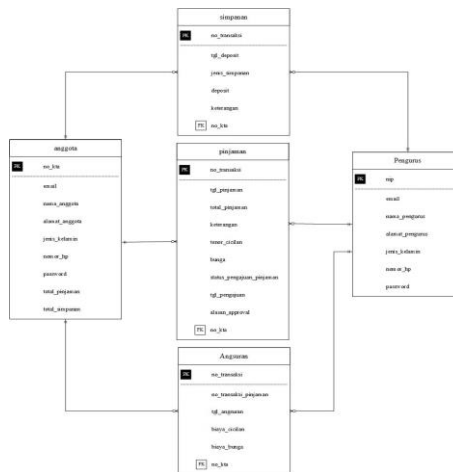 simpanan
PK no_transaksi
tgl_deposit
jenis_simpanan
deposit
keterangan
FK no_kta
anggota
PK no_kta
email
nama_anggota
alamat_anggota
jenis_kelamin
nomor_hp
password
total_pinjaman
total_simpanan
pinjaman
PK no_transaksi
tgl_pinjaman
total_pinjaman
keterangan
tenor_cicilan
bunga
status_pengajuan_pinjaman
tgl_pengajuan
alasan_approval
FK no_kta
Pengurus
PK
email
nama_pengurus
alamat_pengurus
jenis_kelamin
nomor_hp
password
Angsuran
PK no_transaksi
no_transaksi_pinjaman
tgl_angsuran
biaya_cicilan
biaya_bunga
FK no_kta